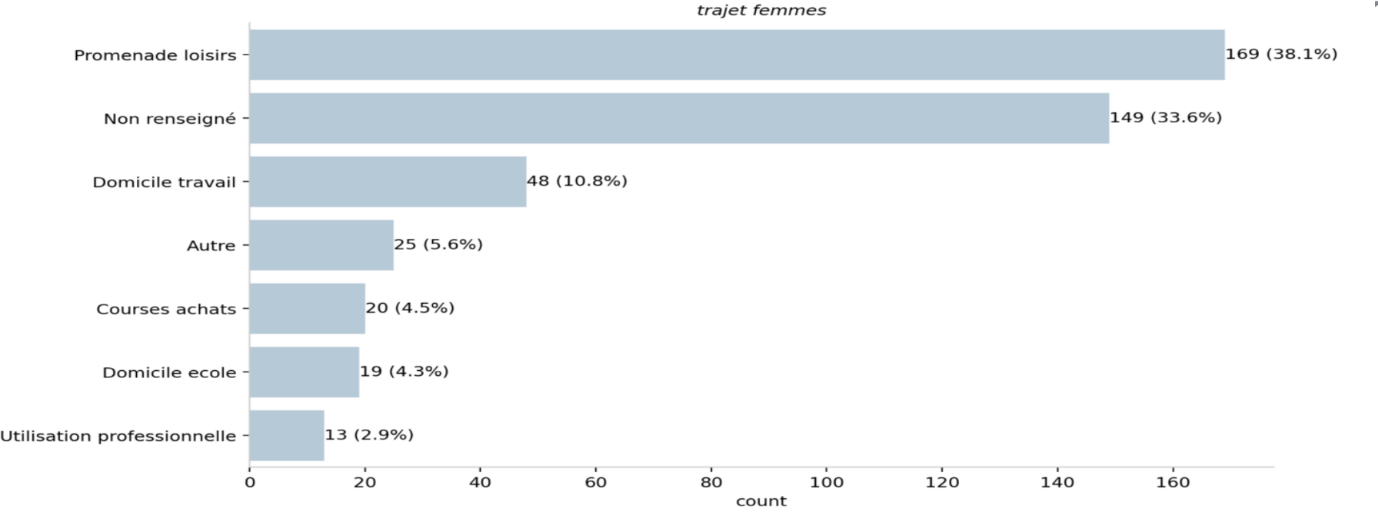 trajet femmes
Promenade loisirs
169 (38.1%)
Non renseigné
149 (33.6%)
Domicile travail
48 (10.8%)
Autre
25 (5.6%)
Courses achats
20 (4.5%)
Domicile ecole
19 (4.3%)
Utilisation professionnelle
13 (2.9%)
0 20 40 60 80 100 120 140 160
count